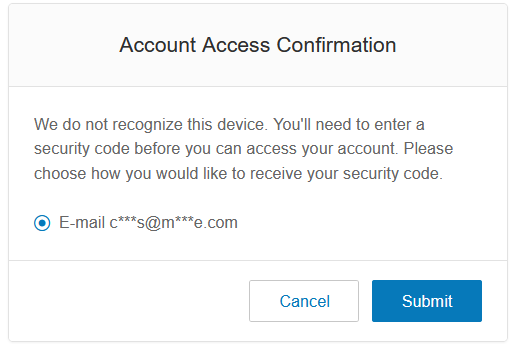 Account Access Confirmation
We do not recognize this device. You'll need to enter a
security code before you can access your account. Please
choose how you would like to receive your security code.
E-mail c***s@m***e.com
Cancel
Submit